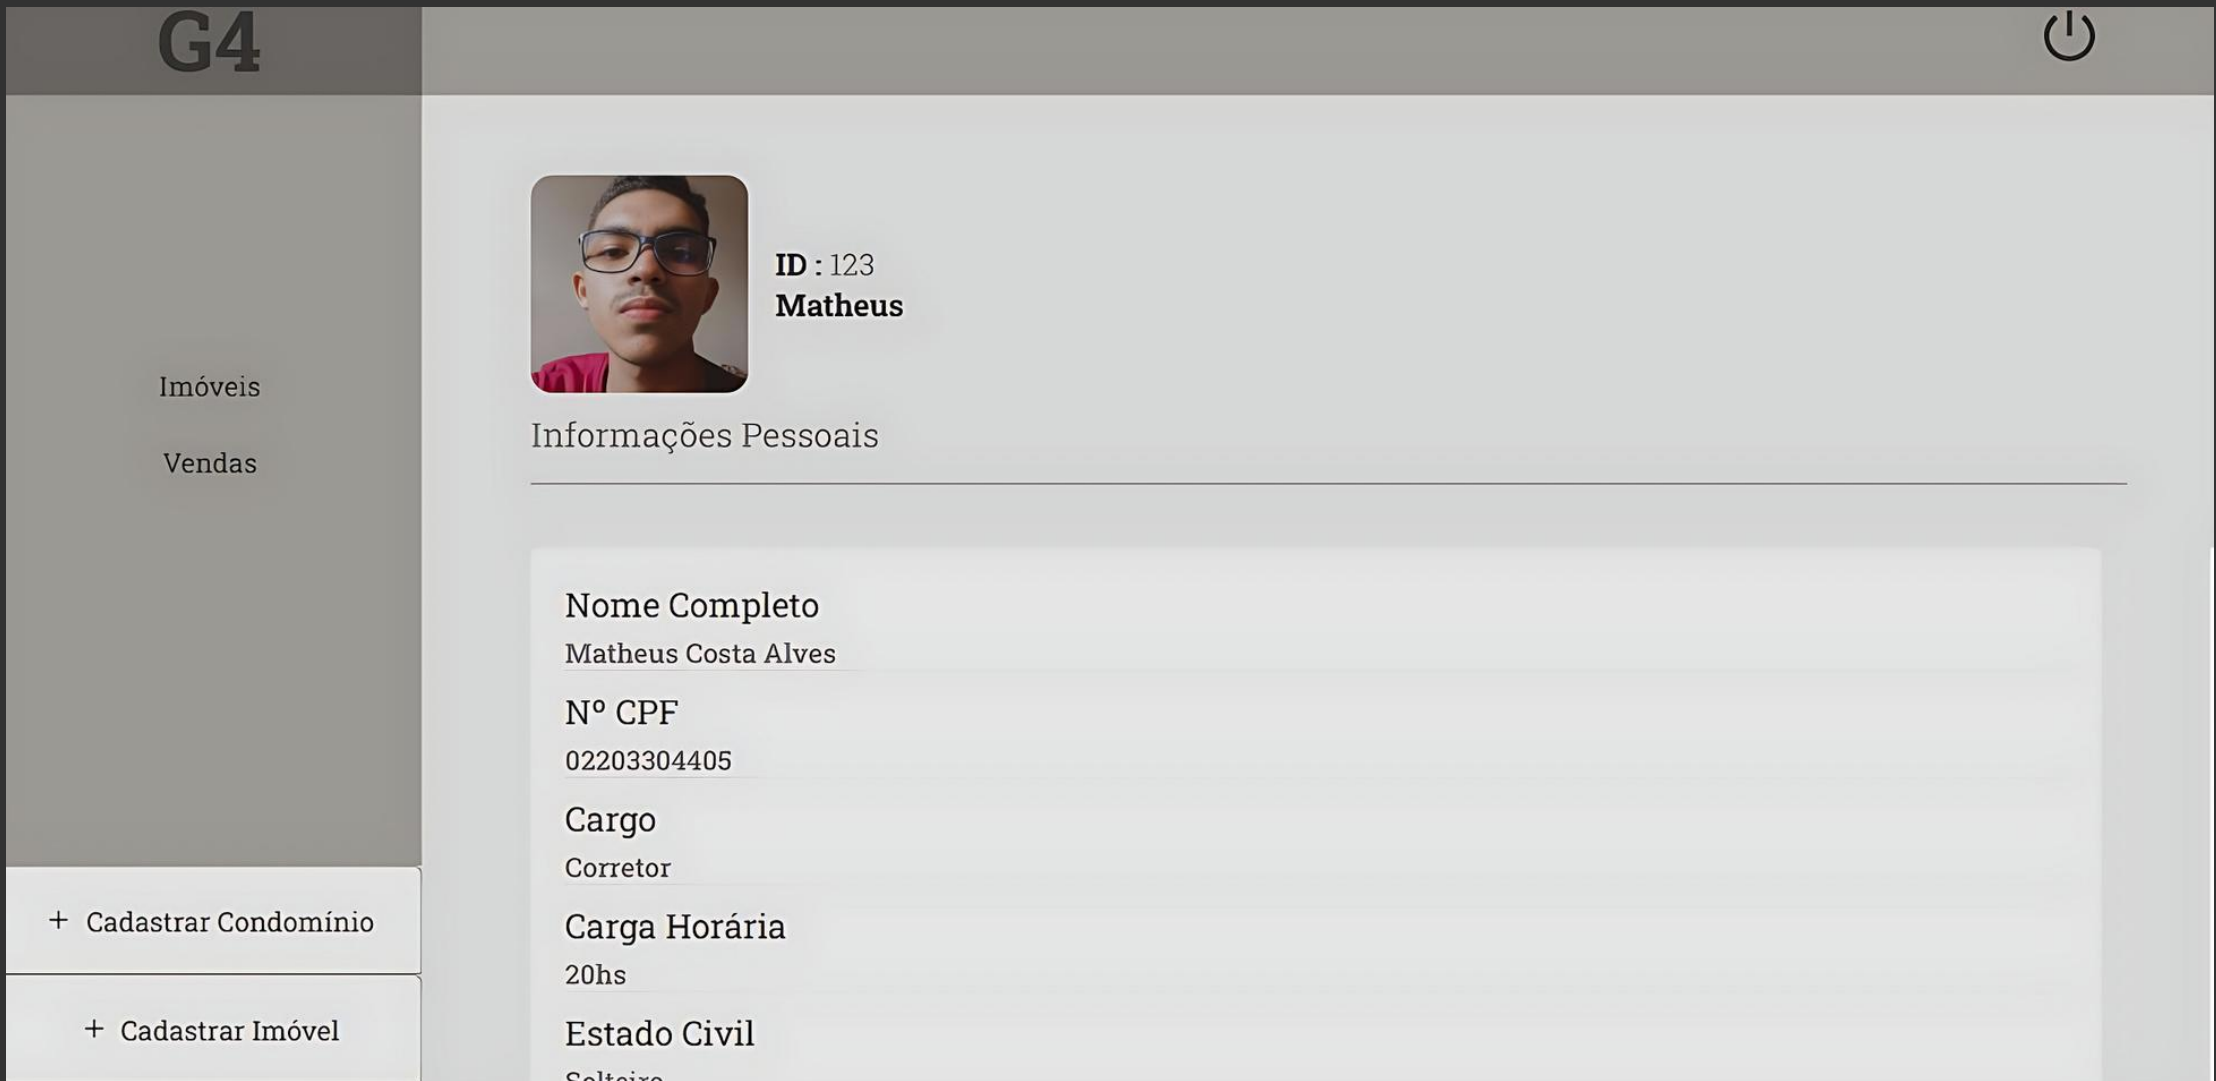 G4
Imóveis
Vendas
+ Cadastrar Condomínio
+ Cadastrar Imóvel
ID : 123
Matheus
Informações Pessoais
Nome Completo
Matheus Costa Alves
Nº CPF
02203304405
Cargo
Corretor
Carga Horária
20hs
Estado Civil
Solteiro